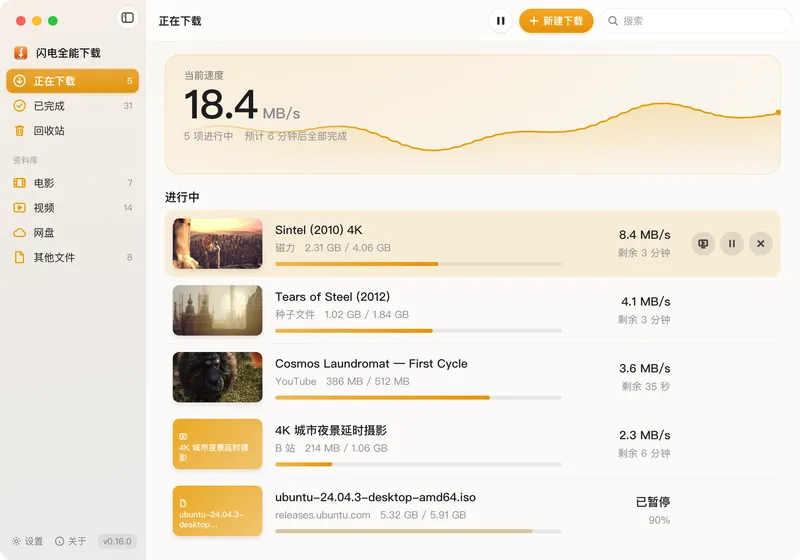 闪电全能下载
正在下载 5
已完成 31
回收站
资料库
电影 7
视频 14
网盘
其他文件 8
设置 关于 v0.16.0
正在下载
新建下载
搜索
当前速度
18.4 MB/s
5 项进行中 预计 6 分钟后全部完成
进行中
Sintel (2010) 4K
磁力 2.31 GB / 4.06 GB
8.4 MB/s
剩余 3 分钟
Tears of Steel (2012)
种子文件 1.02 GB / 1.84 GB
4.1 MB/s
剩余 3 分钟
Cosmos Laundromat — First Cycle
YouTube 386 MB / 512 MB
3.6 MB/s
剩余 35 秒
4K 城市夜景延时摄
影
4K 城市夜景延时摄影
B 站 214 MB / 1.06 GB
2.3 MB/s
剩余 6 分钟
ubuntu-24.04.3-
desktop...
ubuntu-24.04.3-desktop-amd64.iso
releases.ubuntu.com 5.32 GB / 5.91 GB
已暂停
90%